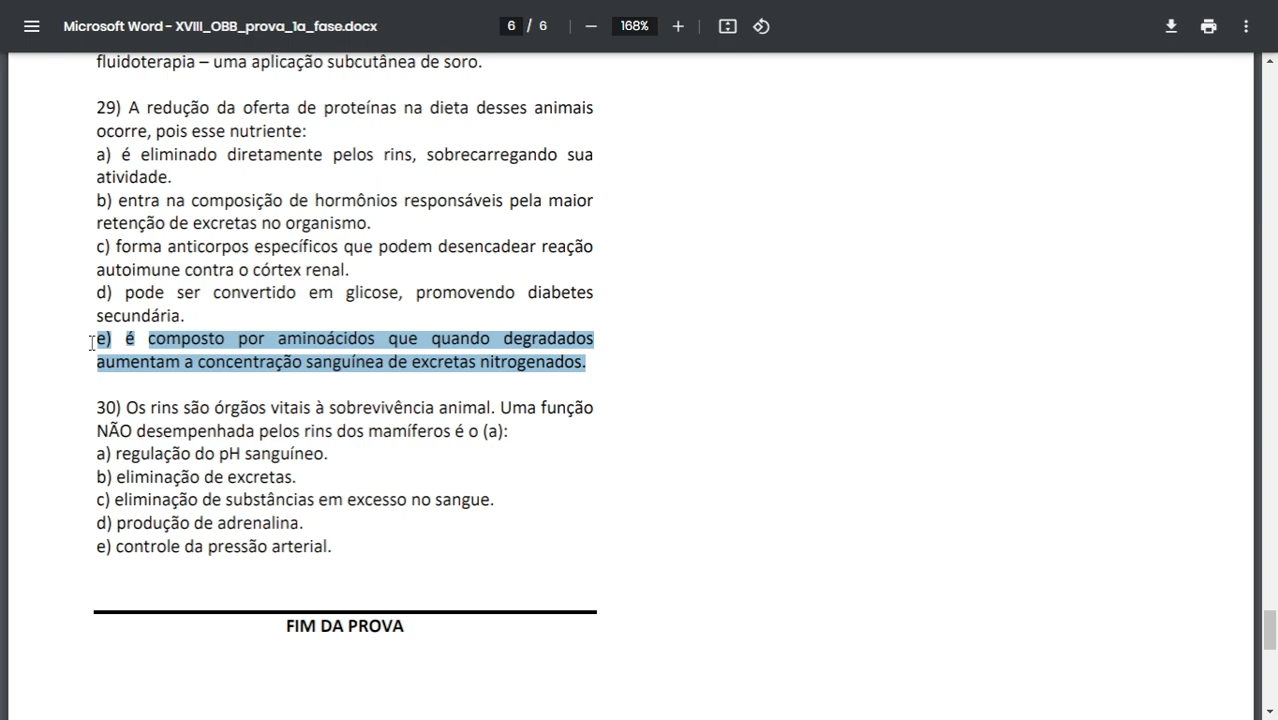 Microsoft Word - XVIII_OBB_prova_1a_fase.docx
6 / 6
168%
fluidoterapia – uma aplicação subcutânea de soro.
29) A redução da oferta de proteínas na dieta desses animais
ocorre, pois esse nutriente:
a) é eliminado diretamente pelos rins, sobrecarregando sua
atividade.
b) entra na composição de hormônios responsáveis pela maior
retenção de excretas no organismo.
c) forma anticorpos específicos que podem desencadear reação
autoimune contra o córtex renal.
d) pode ser convertido em glicose, promovendo diabetes
secundária.
e) é composto por aminoácidos que quando degradados
aumentam a concentração sanguínea de excretas nitrogenados.
30) Os rins são órgãos vitais à sobrevivência animal. Uma função
NÃO desempenhada pelos rins dos mamíferos é o (a):
a) regulação do pH sanguíneo.
b) eliminação de excretas.
c) eliminação de substâncias em excesso no sangue.
d) produção de adrenalina.
e) controle da pressão arterial.
FIM DA PROVA